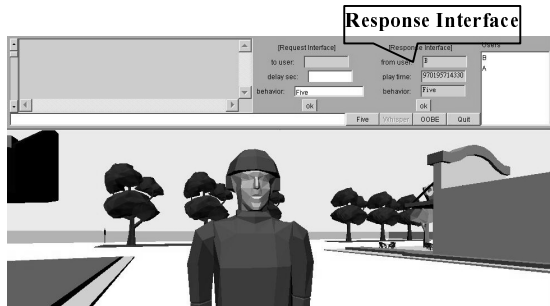 Response Interface
[Request Interface]
[Response Interface]
Users
to user:
from user: B
B
delay sec:
play time: 970195714330
A
behavior: Five
behavior: Five
ok
ok
Five
Whisper
OOBE
Quit